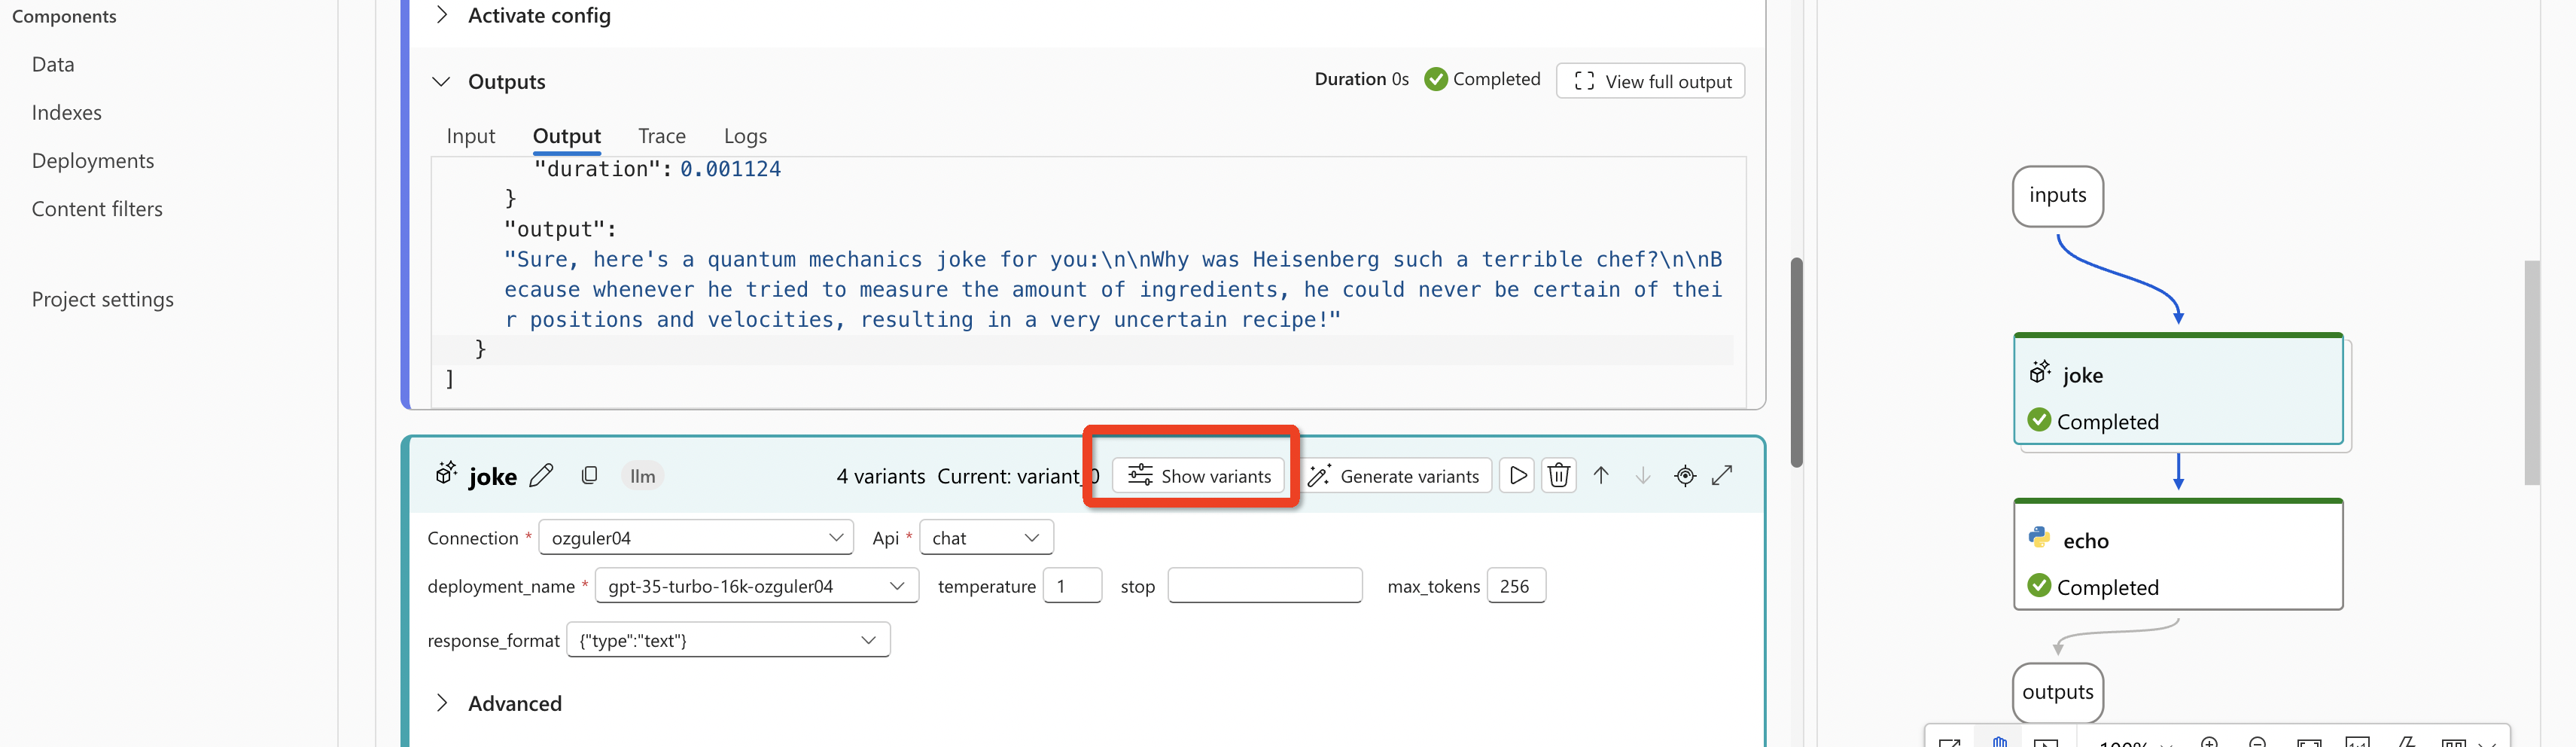 Components
Data
Indexes
Deployments
Content filters
Project settings
Activate config
Outputs
Duration 0s Completed View full output
Input Output Trace Logs
"duration": 0.001124
}
"output":
"Sure, here's a quantum mechanics joke for you:\n\nWhy was Heisenberg such a terrible chef?\n\nB
ecause whenever he tried to measure the amount of ingredients, he could never be certain of thei
r positions and velocities, resulting in a very uncertain recipe!"
}
]
joke llm 4 variants Current: variant_0 Show variants Generate variants
Connection * ozguler04 Api * chat
deployment_name * gpt-35-turbo-16k-ozguler04 temperature 1 stop max_tokens 256
response_format {"type":"text"}
Advanced
inputs
joke
Completed
echo
Completed
outputs
100%